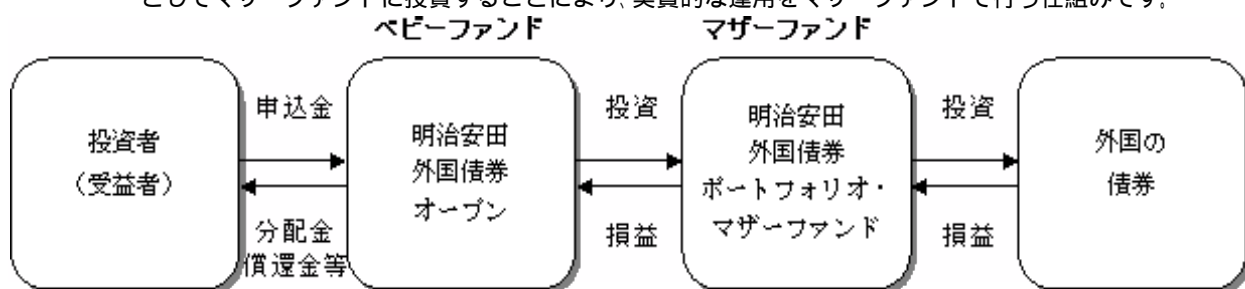 としてマザーファンドに投資することにより、実質的な運用をマザーファンドで行う仕組みです。
ベビーファンド
マザーファンド
投資者
（受益者）
申込金
分配金
償還金等
明治安田
外国債券
オープン
投資
損益
明治安田
外国債券
ポートフォリオ・
マザーファンド
投資
損益
外国の
債券